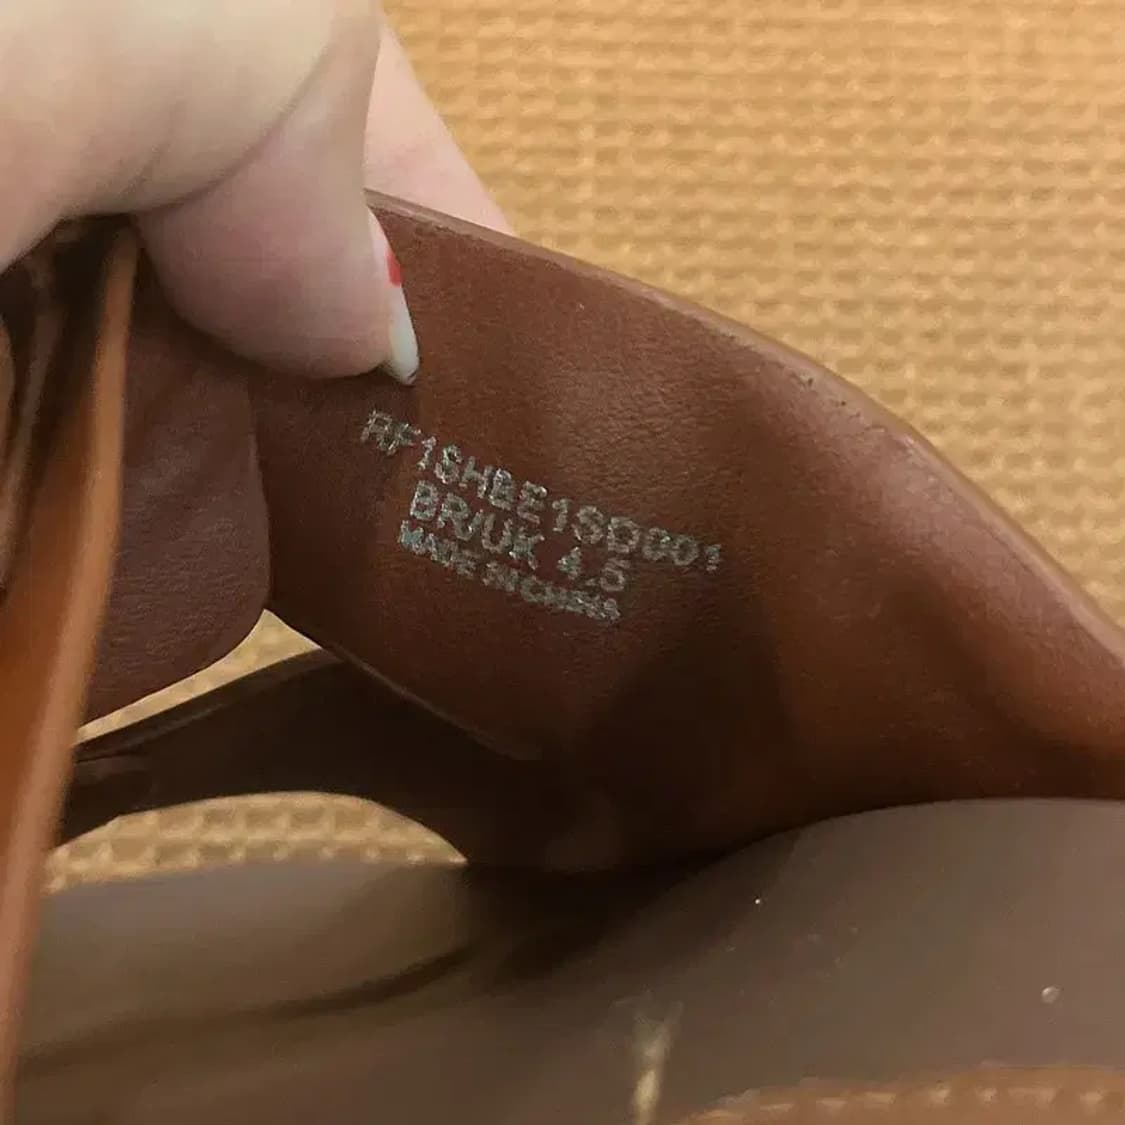 RF1SHBE1SD001
BR/UK 4.5
MADE IN CHINA